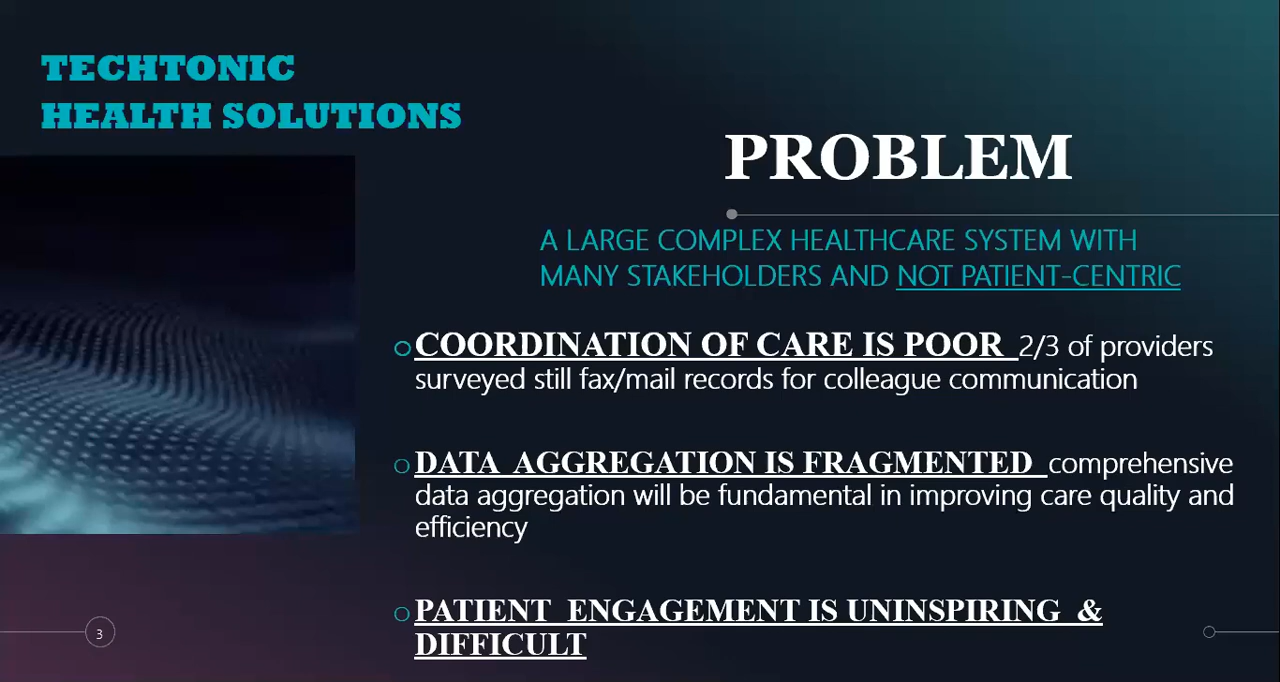 TECHTONIC
HEALTH SOLUTIONS
PROBLEM
A LARGE COMPLEX HEALTHCARE SYSTEM WITH
MANY STAKEHOLDERS AND NOT PATIENT-CENTRIC
COORDINATION OF CARE IS POOR 2/3 of providers
surveyed still fax/mail records for colleague communication
DATA AGGREGATION IS FRAGMENTED comprehensive
data aggregation will be fundamental in improving care quality and
efficiency
PATIENT ENGAGEMENT IS UNINSPIRING &
DIFFICULT
3